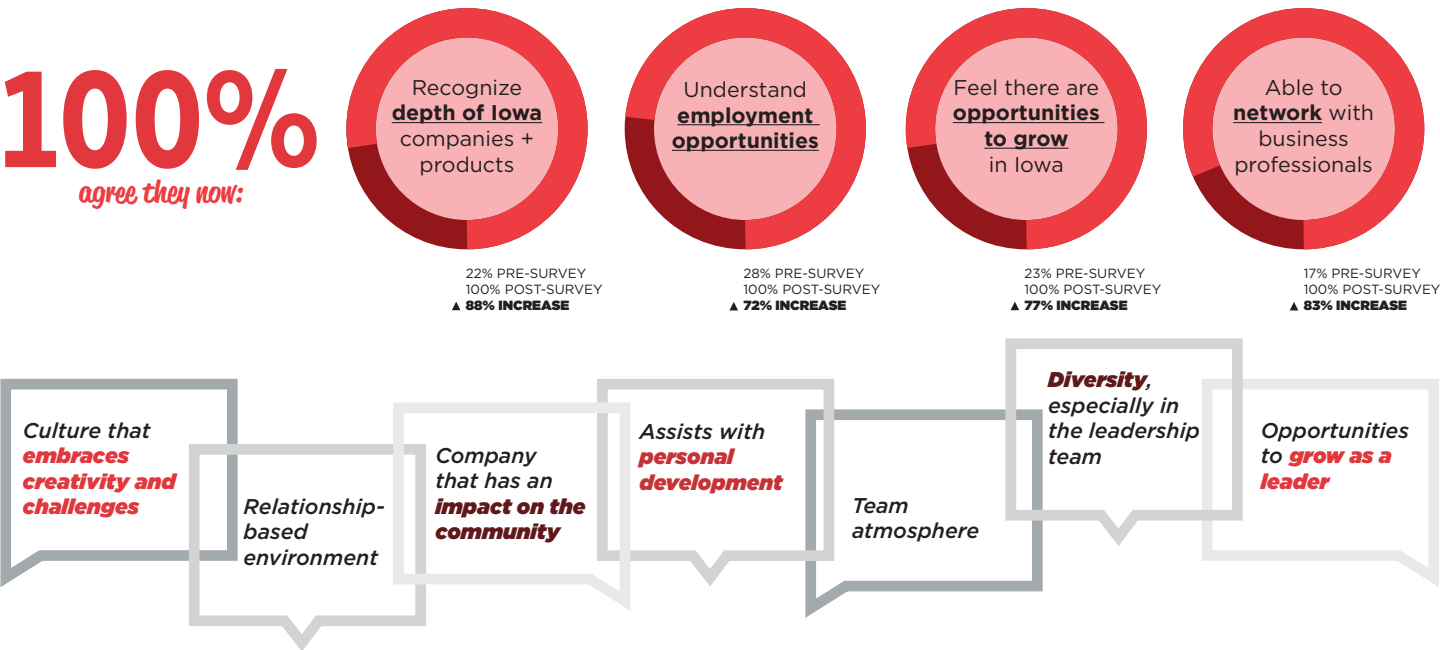 100%
agree they now:
Recognize
depth of Iowa
companies +
products
22% PRE-SURVEY
100% POST-SURVEY
▲ 88% INCREASE
Understand
employment
opportunities
28% PRE-SURVEY
100% POST-SURVEY
▲ 72% INCREASE
Feel there are
opportunities
to grow
in Iowa
23% PRE-SURVEY
100% POST-SURVEY
▲ 77% INCREASE
Able to
network with
business
professionals
17% PRE-SURVEY
100% POST-SURVEY
▲ 83% INCREASE
Culture that
embraces
creativity and
challenges
Relationship-
based
environment
Company
that has an
impact on the
community
Assists with
personal
development
Team
atmosphere
Diversity,
especially in
the leadership
team
Opportunities
to grow as a
leader